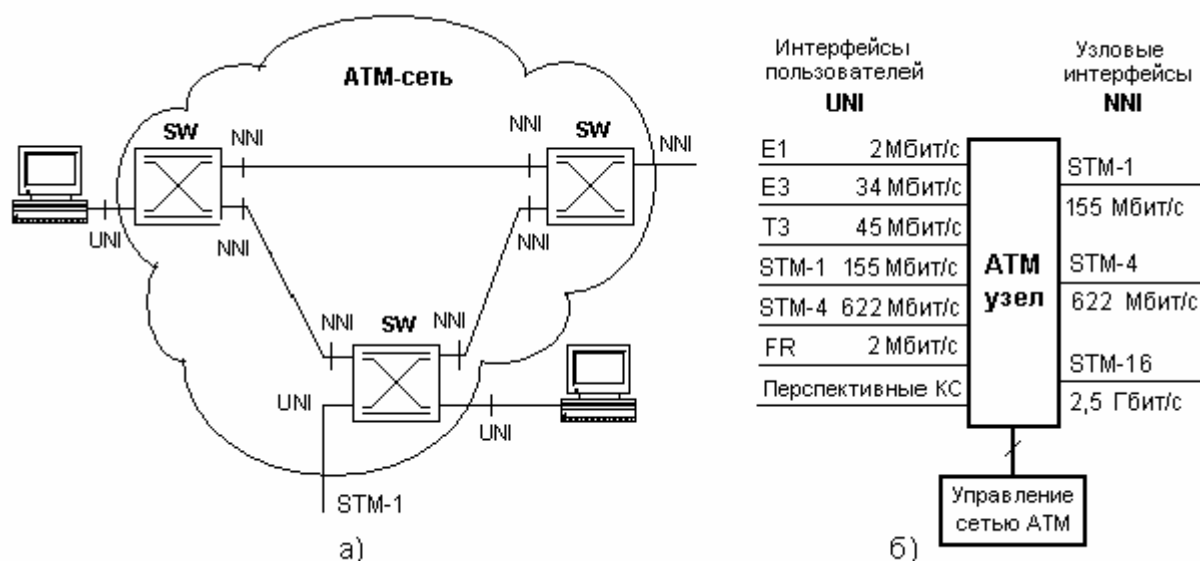 АТМ-сеть
SW
NNI
NNI
SW
NNI
UNI
NNI
NNI
NNI
SW
NNI
UNI
UNI
STM-1
а)
Интерфейсы
пользователей
UNI
Узловые
интерфейсы
NNI
E1 2 Мбит/с
E3 34 Мбит/с
T3 45 Мбит/с
STM-1 155 Мбит/с
STM-4 622 Мбит/с
FR 2 Мбит/с
Перспективные КС
АТМ
узел
STM-1
155 Мбит/с
STM-4
622 Мбит/с
STM-16
2,5 Гбит/с
Управление
сетью АТМ
б)